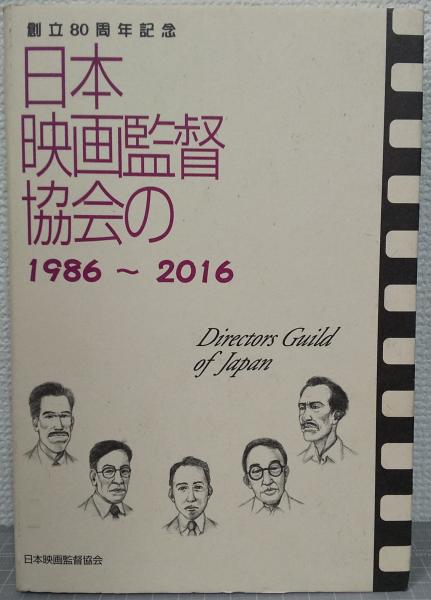 創立80周年記念
日本
映画監督
協会の
1986 ～ 2016
Directors Guild
of Japan
日本映画監督協会